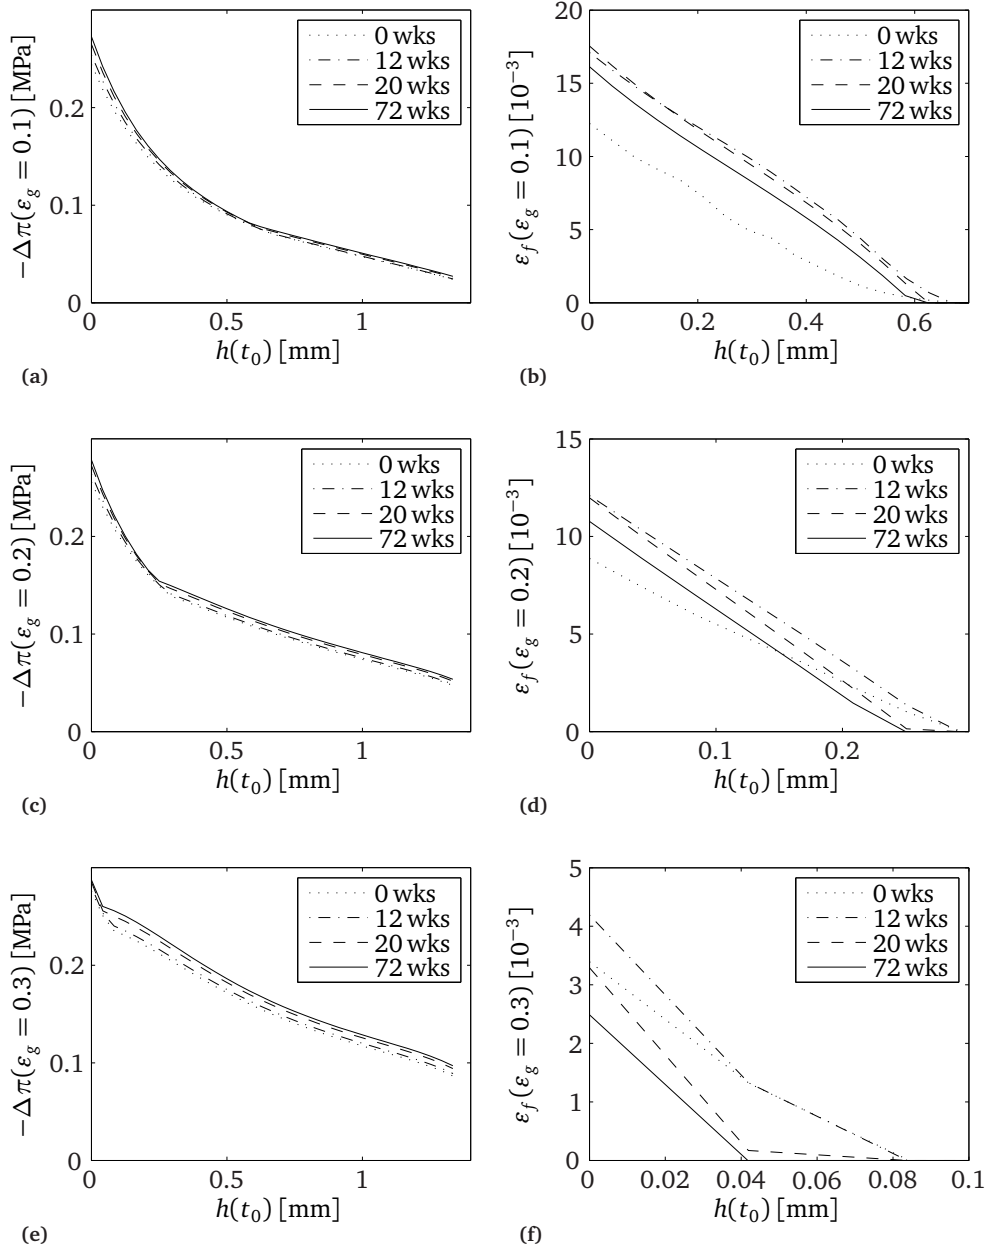 −Δπ(ε_g = 0.1) [MPa]
0.2
0.1
0
0 wks
12 wks
20 wks
72 wks
0 0.5 1
h(t_0) [mm]
(a)
ε_f(ε_g = 0.1) [10^{−3}]
20
15
10
5
0
0 wks
12 wks
20 wks
72 wks
0 0.2 0.4 0.6
h(t_0) [mm]
(b)
−Δπ(ε_g = 0.2) [MPa]
0.2
0.1
0
0 wks
12 wks
20 wks
72 wks
0 0.5 1
h(t_0) [mm]
(c)
ε_f(ε_g = 0.2) [10^{−3}]
15
10
5
0
0 wks
12 wks
20 wks
72 wks
0 0.1 0.2
h(t_0) [mm]
(d)
−Δπ(ε_g = 0.3) [MPa]
0.2
0.1
0
0 wks
12 wks
20 wks
72 wks
0 0.5 1
h(t_0) [mm]
(e)
ε_f(ε_g = 0.3) [10^{−3}]
5
4
3
2
1
0
0 wks
12 wks
20 wks
72 wks
0 0.02 0.04 0.06 0.08 0.1
h(t_0) [mm]
(f)